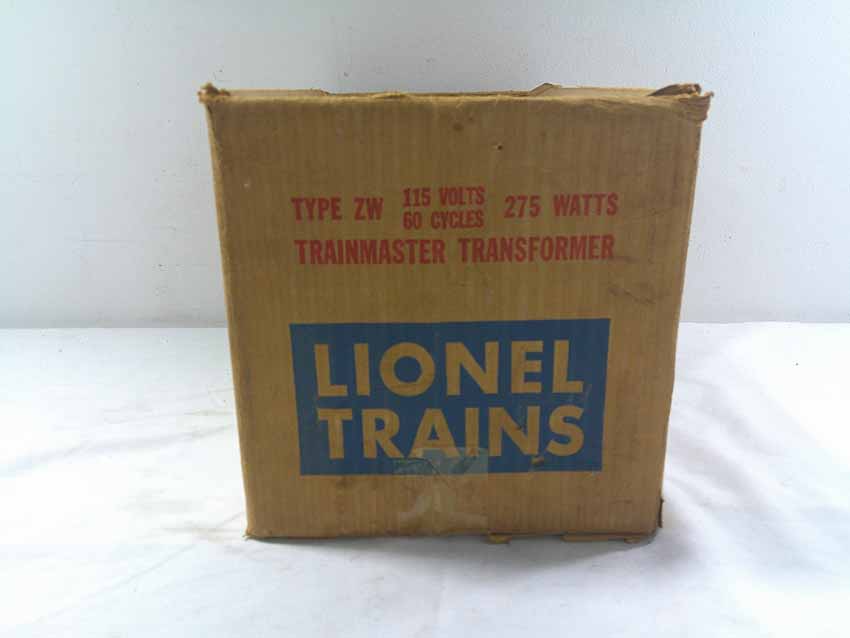 TYPE ZW 115 VOLTS 275 WATTS
60 CYCLES
TRAINMASTER TRANSFORMER
LIONEL
TRAINS